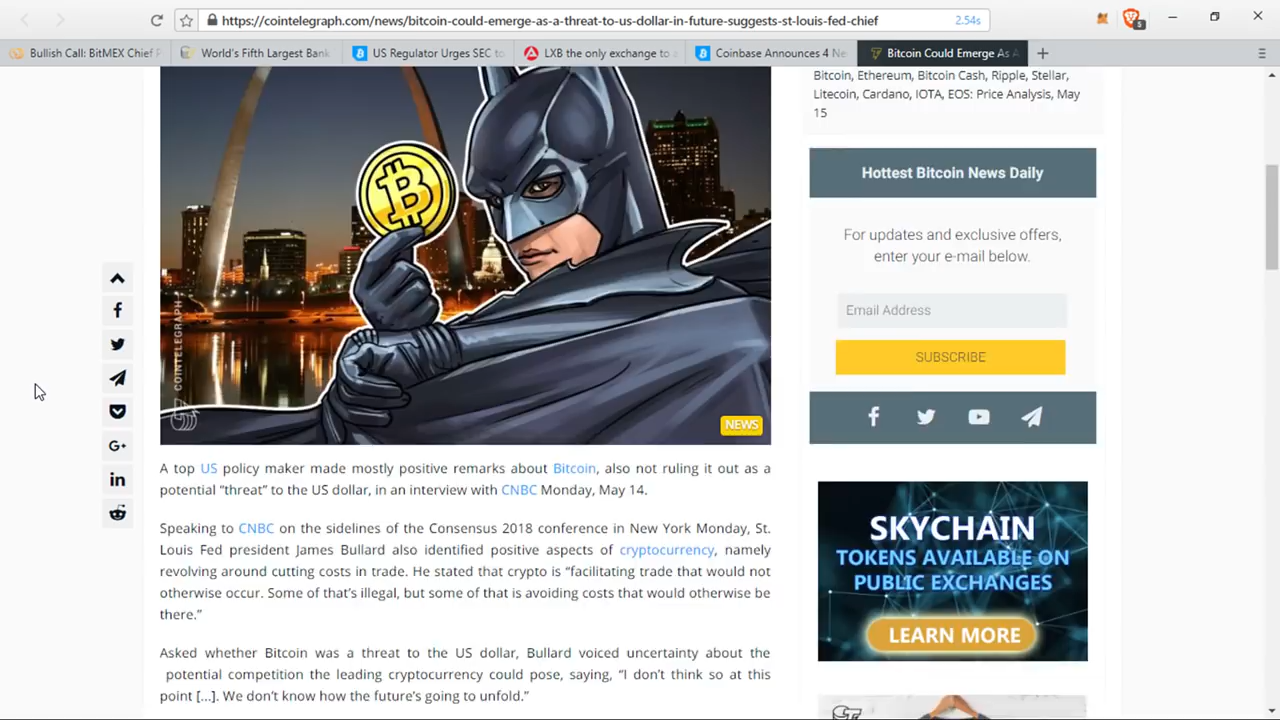 https://cointelegraph.com/news/bitcoin-could-emerge-as-a-threat-to-us-dollar-in-future-suggests-st-louis-fed-chief
2.54s
5
Bullish Call: BitMEX Chief P
World's Fifth Largest Bank
US Regulator Urges SEC to
LXB the only exchange to
Coinbase Announces 4 Ne
Bitcoin Could Emerge As A
Bitcoin, Ethereum, Bitcoin Cash, Ripple, Stellar,
Litecoin, Cardano, IOTA, EOS: Price Analysis, May
15
COINTELEGRAPH
NEWS
A top US policy maker made mostly positive remarks about Bitcoin, also not ruling it out as a
potential “threat” to the US dollar, in an interview with CNBC Monday, May 14.
Speaking to CNBC on the sidelines of the Consensus 2018 conference in New York Monday, St.
Louis Fed president James Bullard also identified positive aspects of cryptocurrency, namely
revolving around cutting costs in trade. He stated that crypto is “facilitating trade that would not
otherwise occur. Some of that’s illegal, but some of that is avoiding costs that would otherwise be
there.”
Asked whether Bitcoin was a threat to the US dollar, Bullard voiced uncertainty about the
potential competition the leading cryptocurrency could pose, saying, “I don’t think so at this
point [...]. We don’t know how the future’s going to unfold.”
Hottest Bitcoin News Daily
For updates and exclusive offers,
enter your e-mail below.
Email Address
SUBSCRIBE
SKYCHAIN
TOKENS AVAILABLE ON
PUBLIC EXCHANGES
LEARN MORE